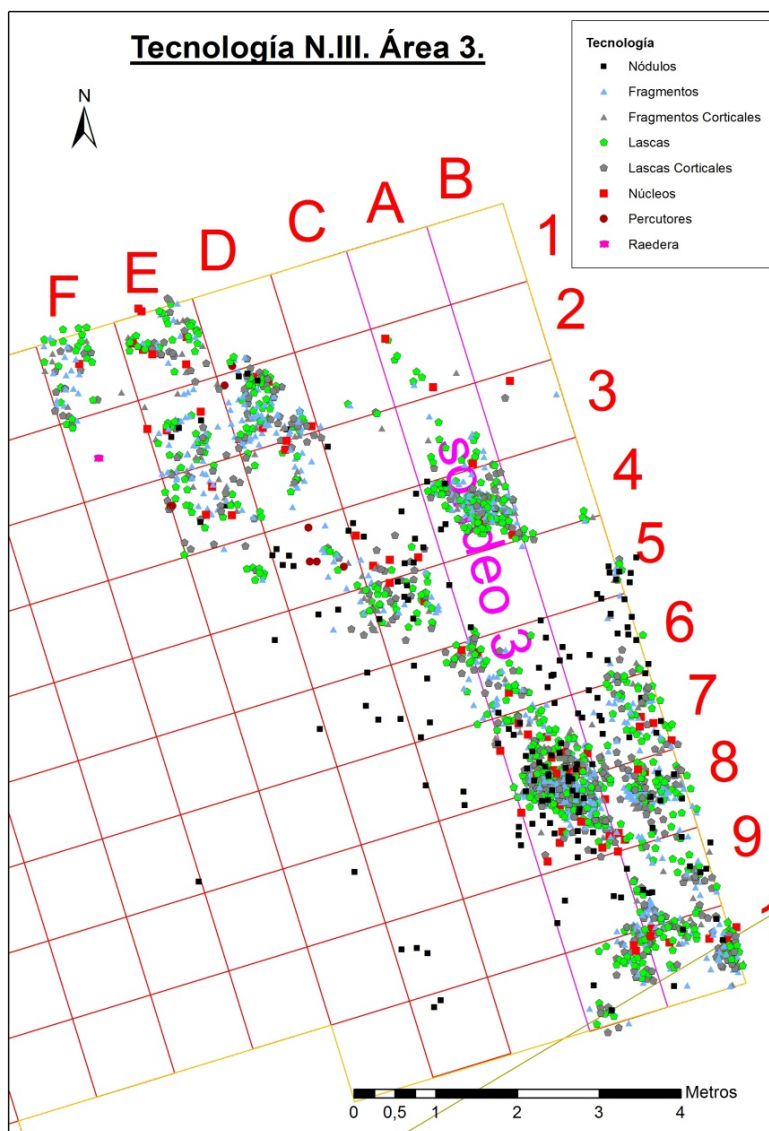 Tecnología N.III. Área 3.
Tecnología
Nódulos
Fragmentos
Fragmentos Corticales
Lascas
Lascas Corticales
Núcleos
Percutores
Raedera
N
F
E
D
C
A
B
1
2
3
4
5
6
7
8
9
sondeo 3
Metros
0 0,5 1 2 3 4